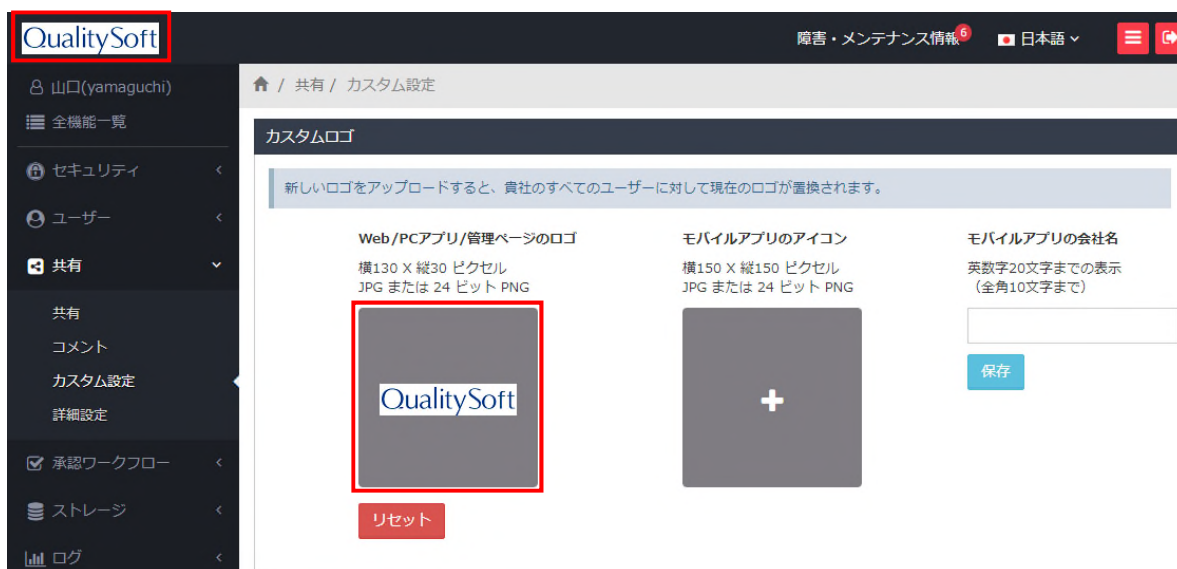 QualitySoft
障害・メンテナンス情報 6
日本語
山口(yamaguchi)
全機能一覧
セキュリティ
ユーザー
共有
共有
コメント
カスタム設定
詳細設定
承認ワークフロー
ストレージ
ログ
/ 共有 / カスタム設定
カスタムロゴ
新しいロゴをアップロードすると、貴社のすべてのユーザーに対して現在のロゴが置換されます。
Web/PCアプリ/管理ページのロゴ
横130 X 縦30 ピクセル
JPG または 24 ビット PNG
QualitySoft
リセット
モバイルアプリのアイコン
横150 X 縦150 ピクセル
JPG または 24 ビット PNG
モバイルアプリの会社名
英数字20文字までの表示
（全角10文字まで）
保存